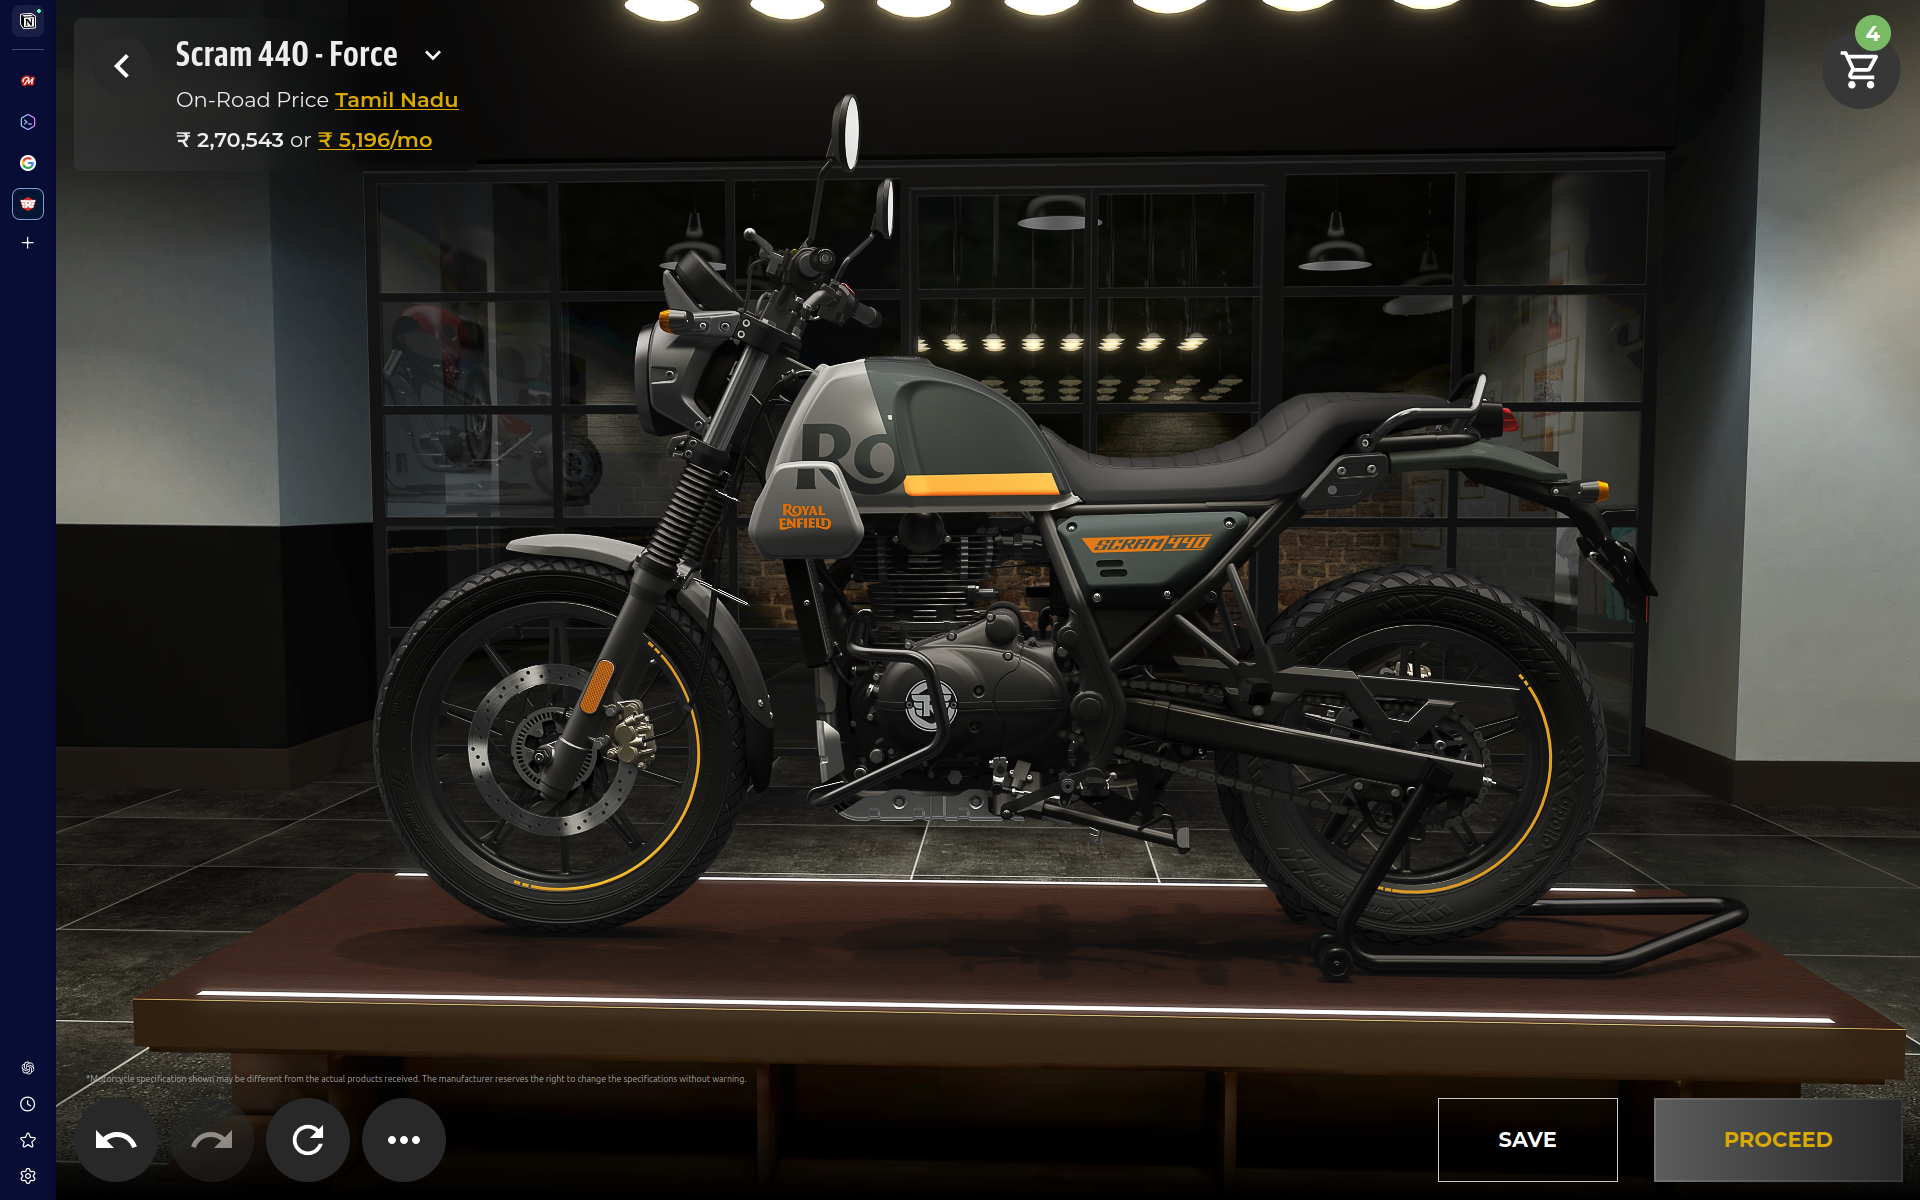 Scram 440 - Force
4
On-Road Price Tamil Nadu
₹ 2,70,543 or ₹ 5,196/mo
RO
ROYAL
ENFIELD
SCRAM 440
*Motorcycle specification shown may be different from the actual products received. The manufacturer reserves the right to change the specifications without warning.
SAVE
PROCEED